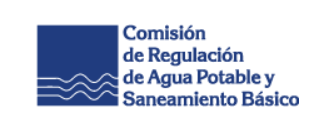 Comisión
de Regulación
de Agua Potable y
Saneamiento Básico